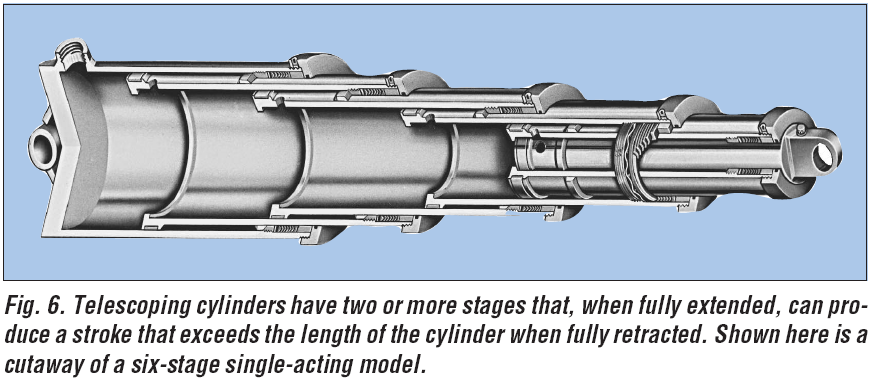 Fig. 6. Telescoping cylinders have two or more stages that, when fully extended, can pro-
duce a stroke that exceeds the length of the cylinder when fully retracted. Shown here is a
cutaway of a six-stage single-acting model.